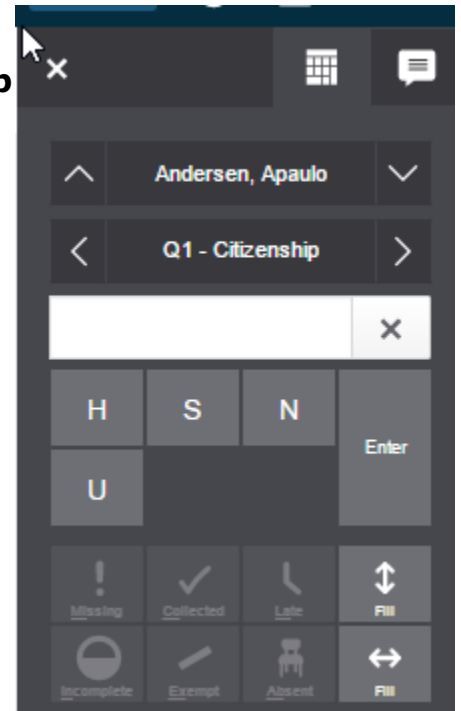 Andersen, Apaulo
Q1 - Citizenship
H S N
Enter
U
Missing Collected Late Fill
Incomplete Exempt Absent Fill